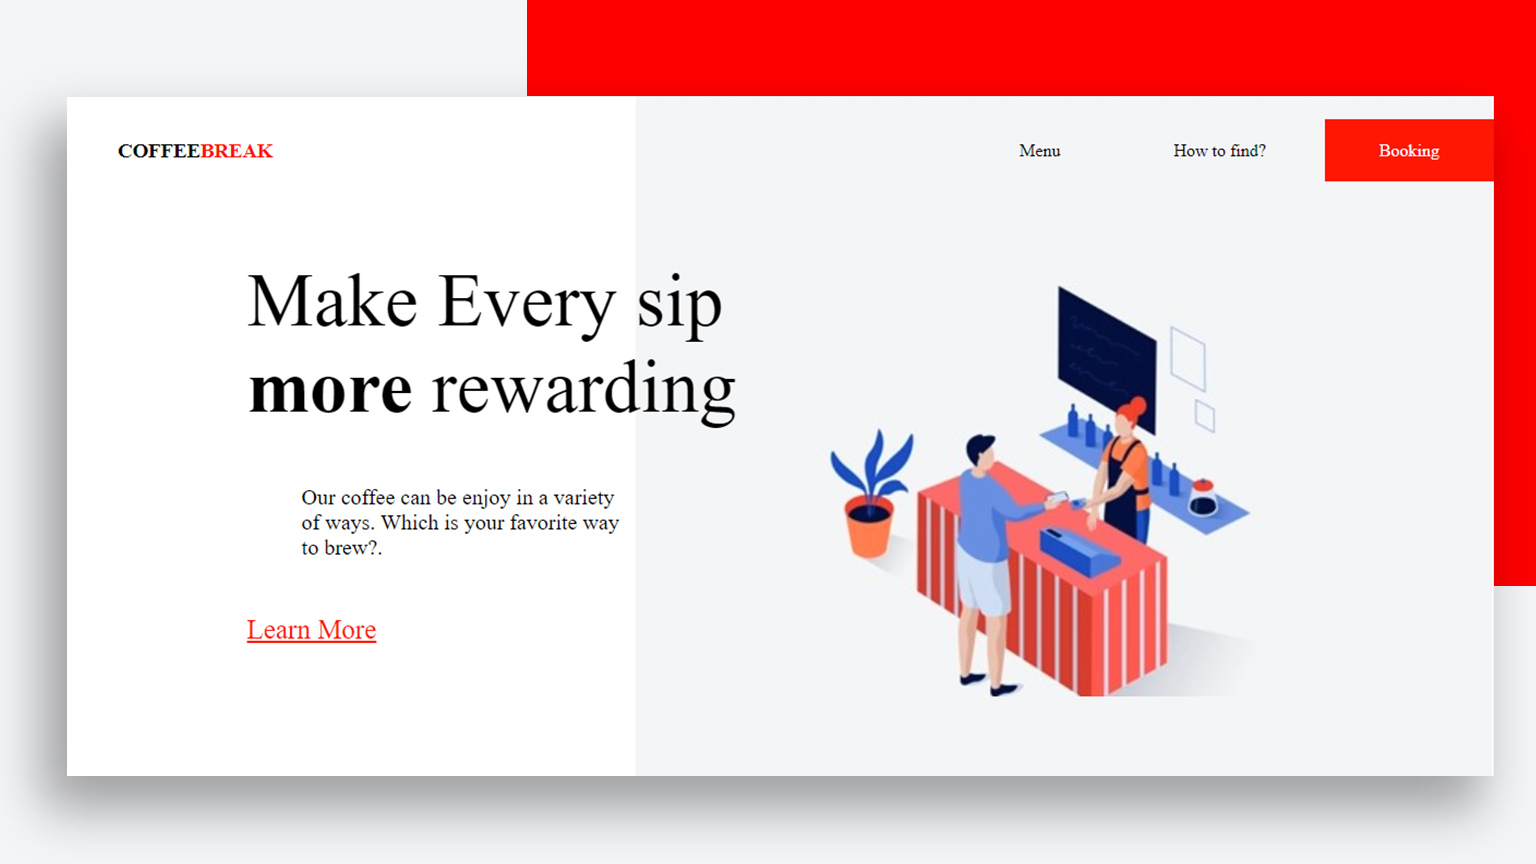 COFFEEBREAK
Menu
How to find?
Booking
Make Every sip
more rewarding
Our coffee can be enjoy in a variety
of ways. Which is your favorite way
to brew?.
Learn More